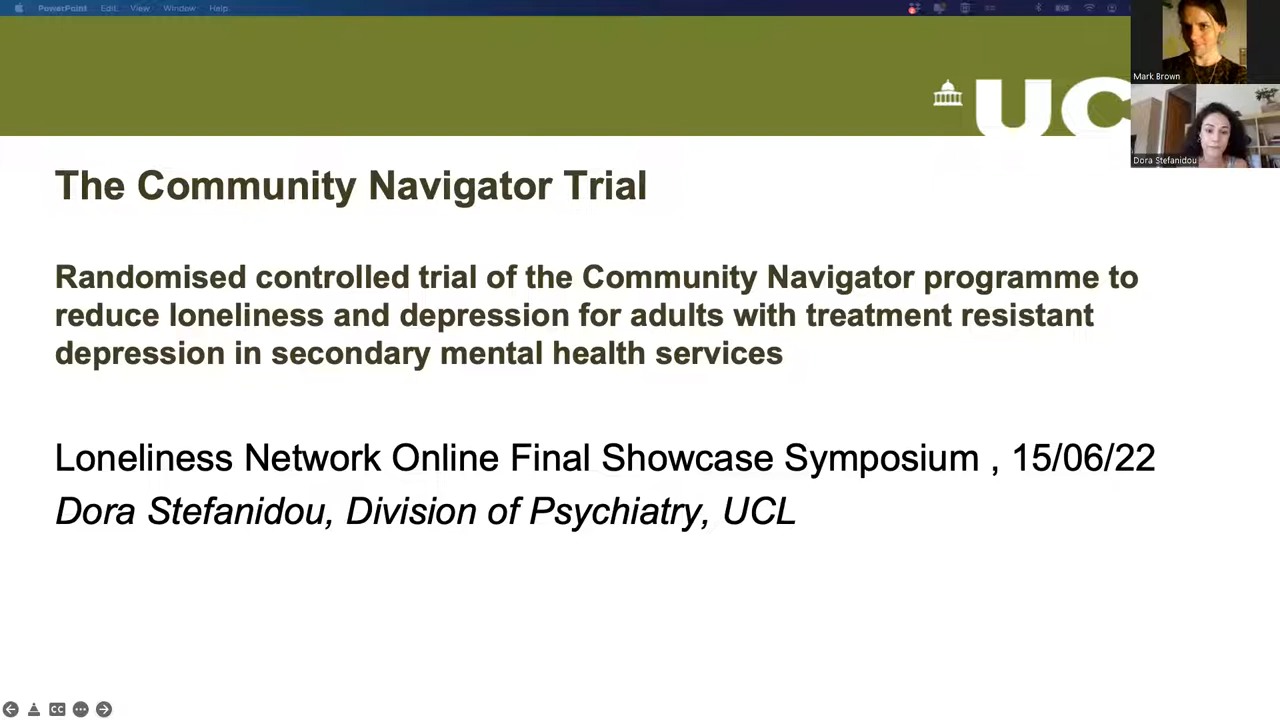 PowerPoint Edit View Window Help
UC
Mark Brown
Dora Stefanidou
The Community Navigator Trial
Randomised controlled trial of the Community Navigator programme to
reduce loneliness and depression for adults with treatment resistant
depression in secondary mental health services
Loneliness Network Online Final Showcase Symposium , 15/06/22
Dora Stefanidou, Division of Psychiatry, UCL
CC